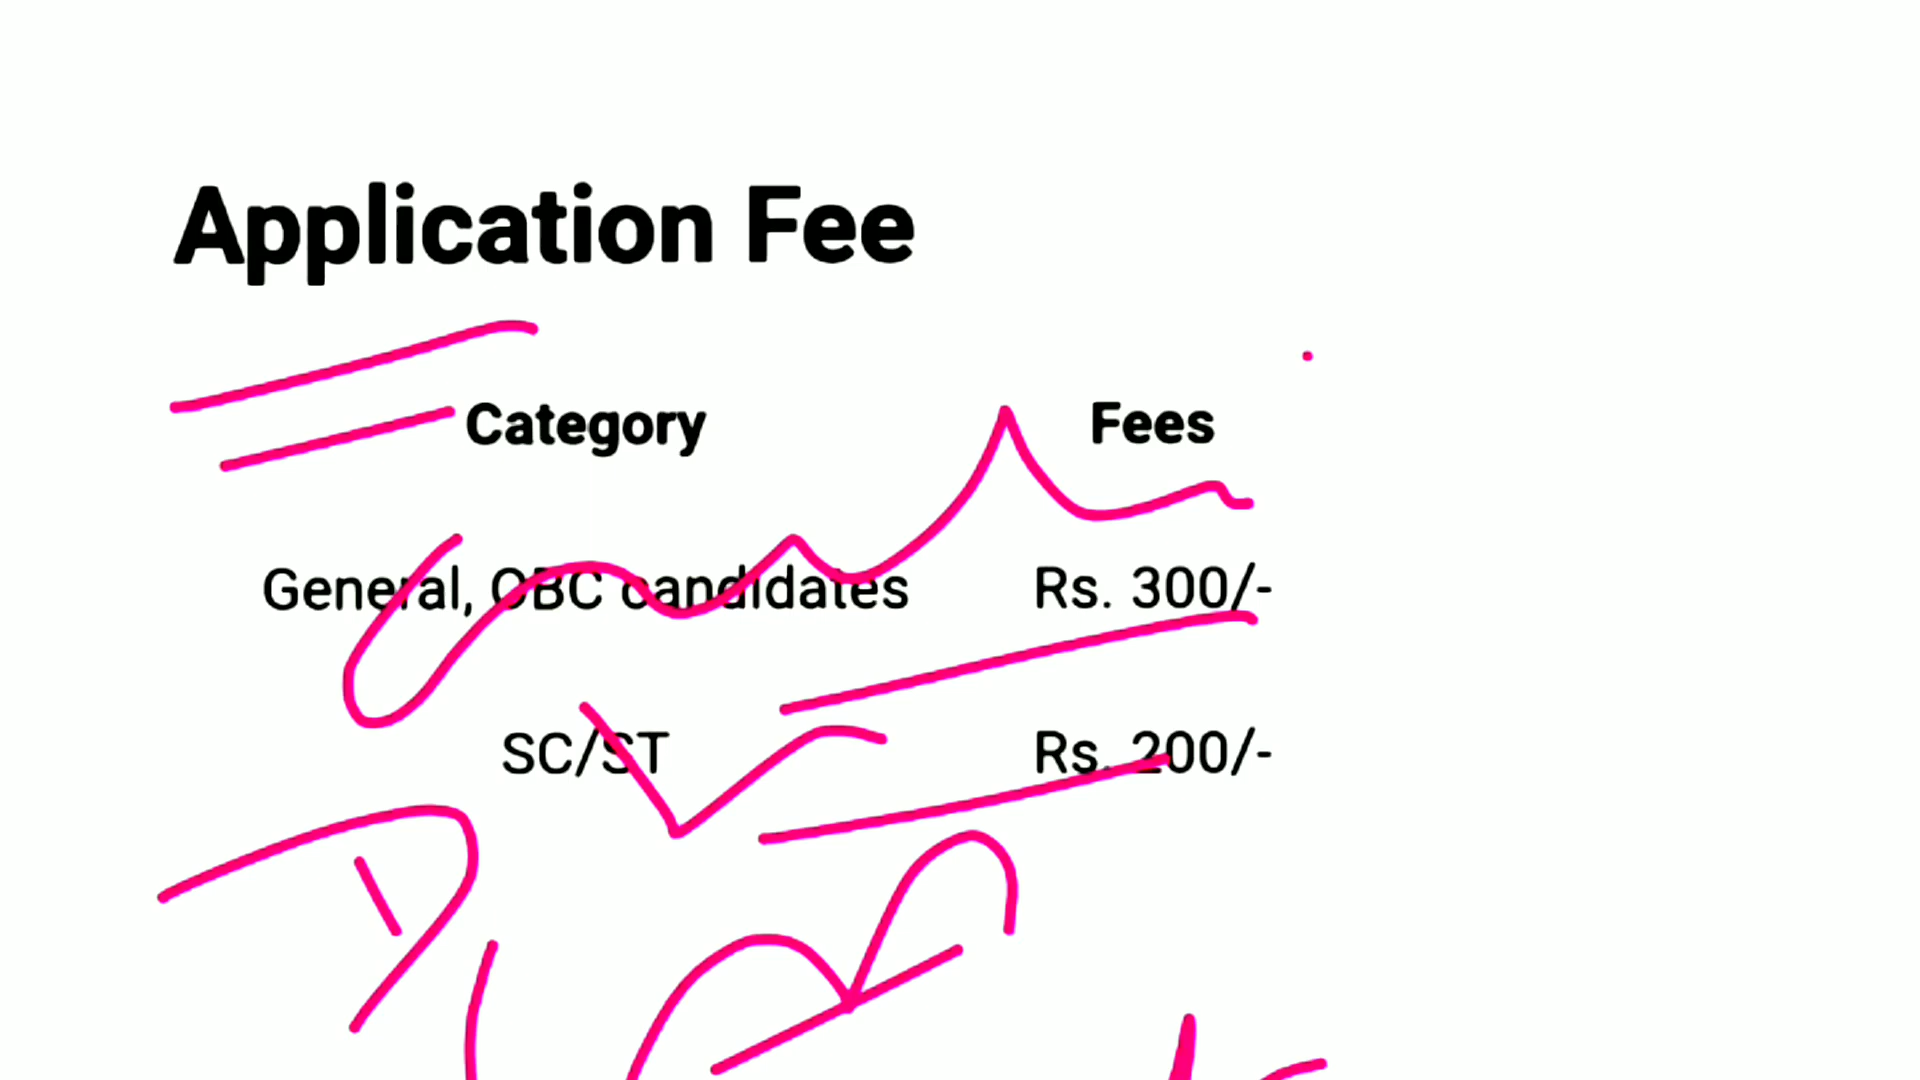 Application Fee
Category Fees
General, OBC candidates Rs. 300/-
SC/ST Rs. 200/-